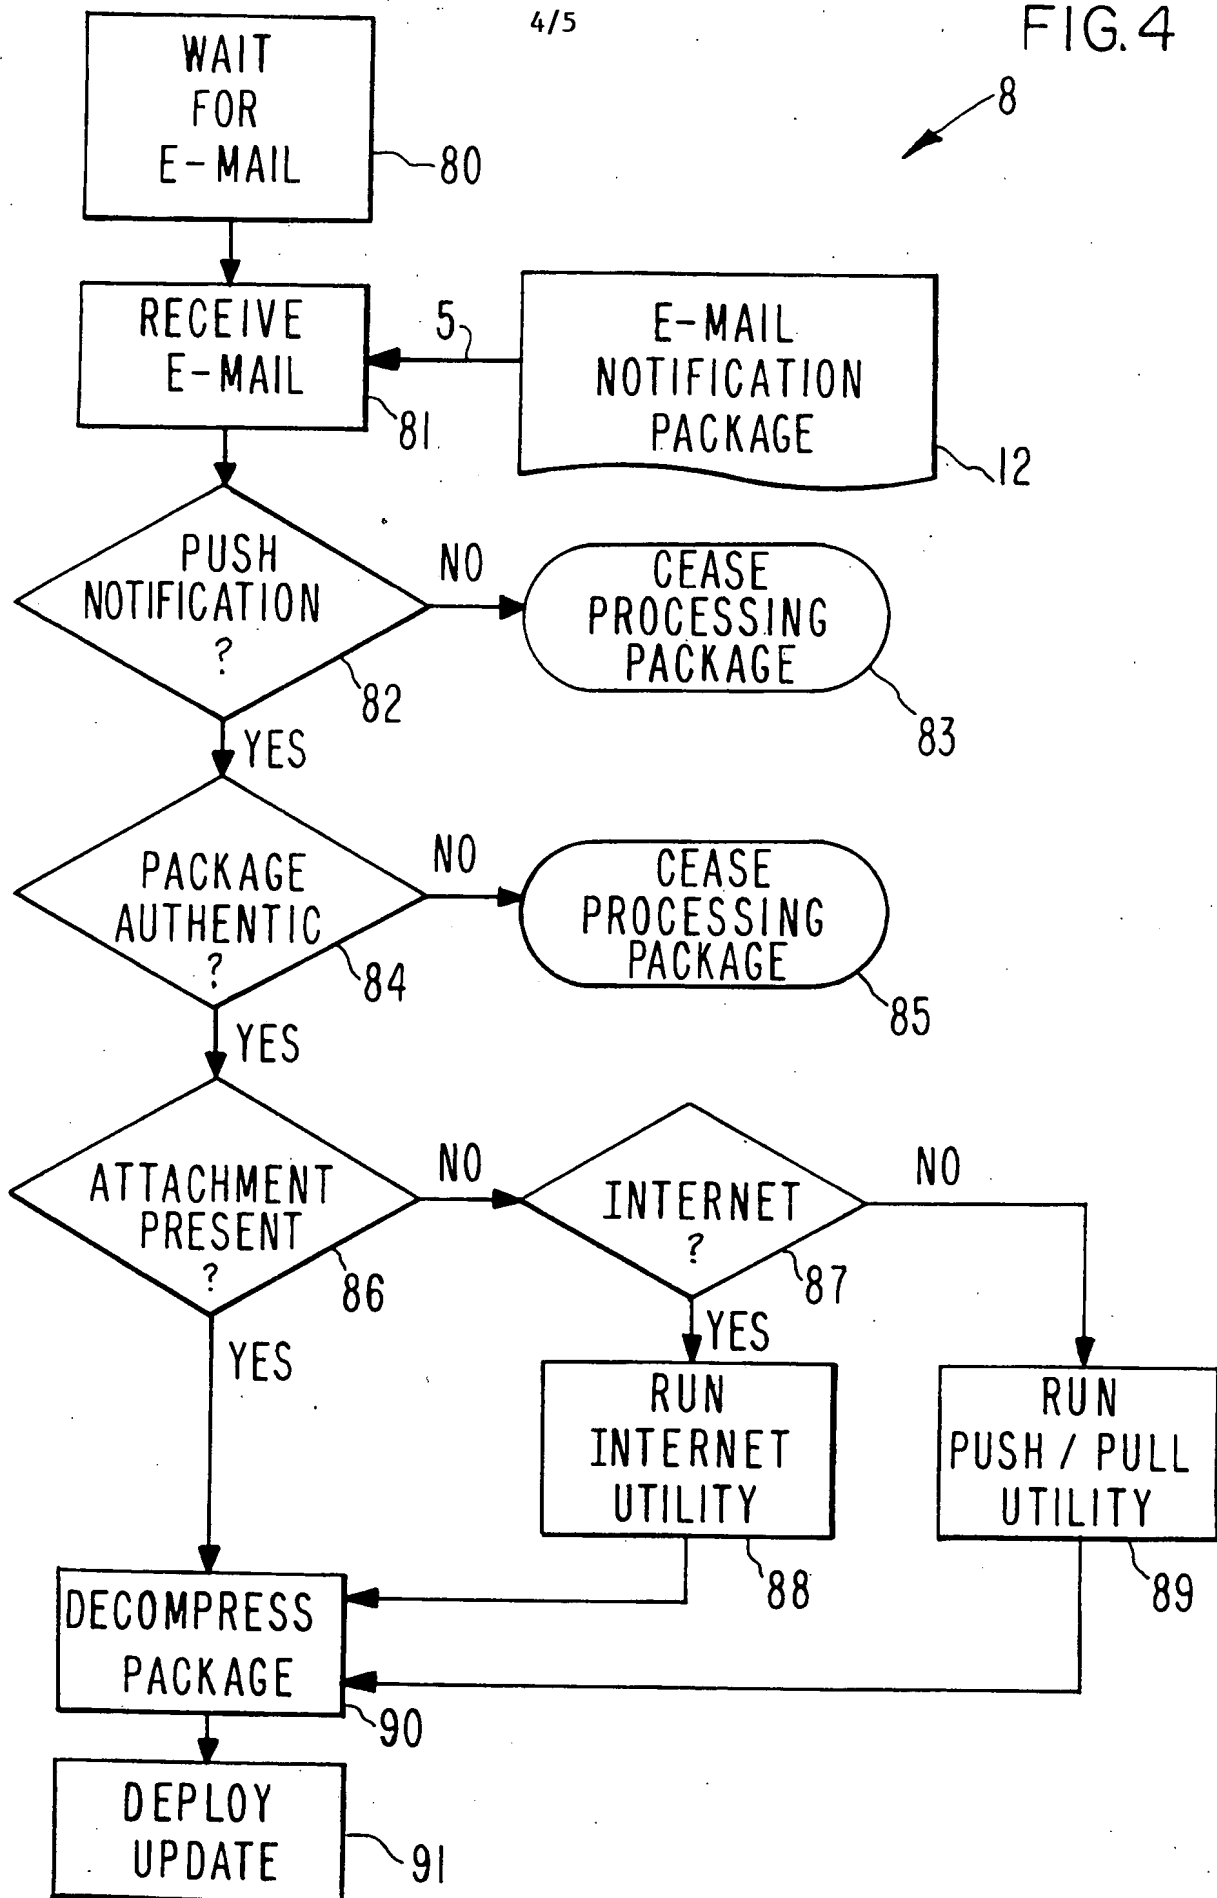 4/5
FIG. 4
8
WAIT
FOR
E-MAIL
80
RECEIVE
E-MAIL
81
5
E-MAIL
NOTIFICATION
PACKAGE
12
PUSH
NOTIFICATION
?
82
NO
CEASE
PROCESSING
PACKAGE
83
YES
PACKAGE
AUTHENTIC
?
84
NO
CEASE
PROCESSING
PACKAGE
85
YES
ATTACHMENT
PRESENT
?
86
NO
INTERNET
?
87
NO
YES
YES
RUN
INTERNET
UTILITY
88
RUN
PUSH / PULL
UTILITY
89
DECOMPRESS
PACKAGE
90
DEPLOY
UPDATE
91